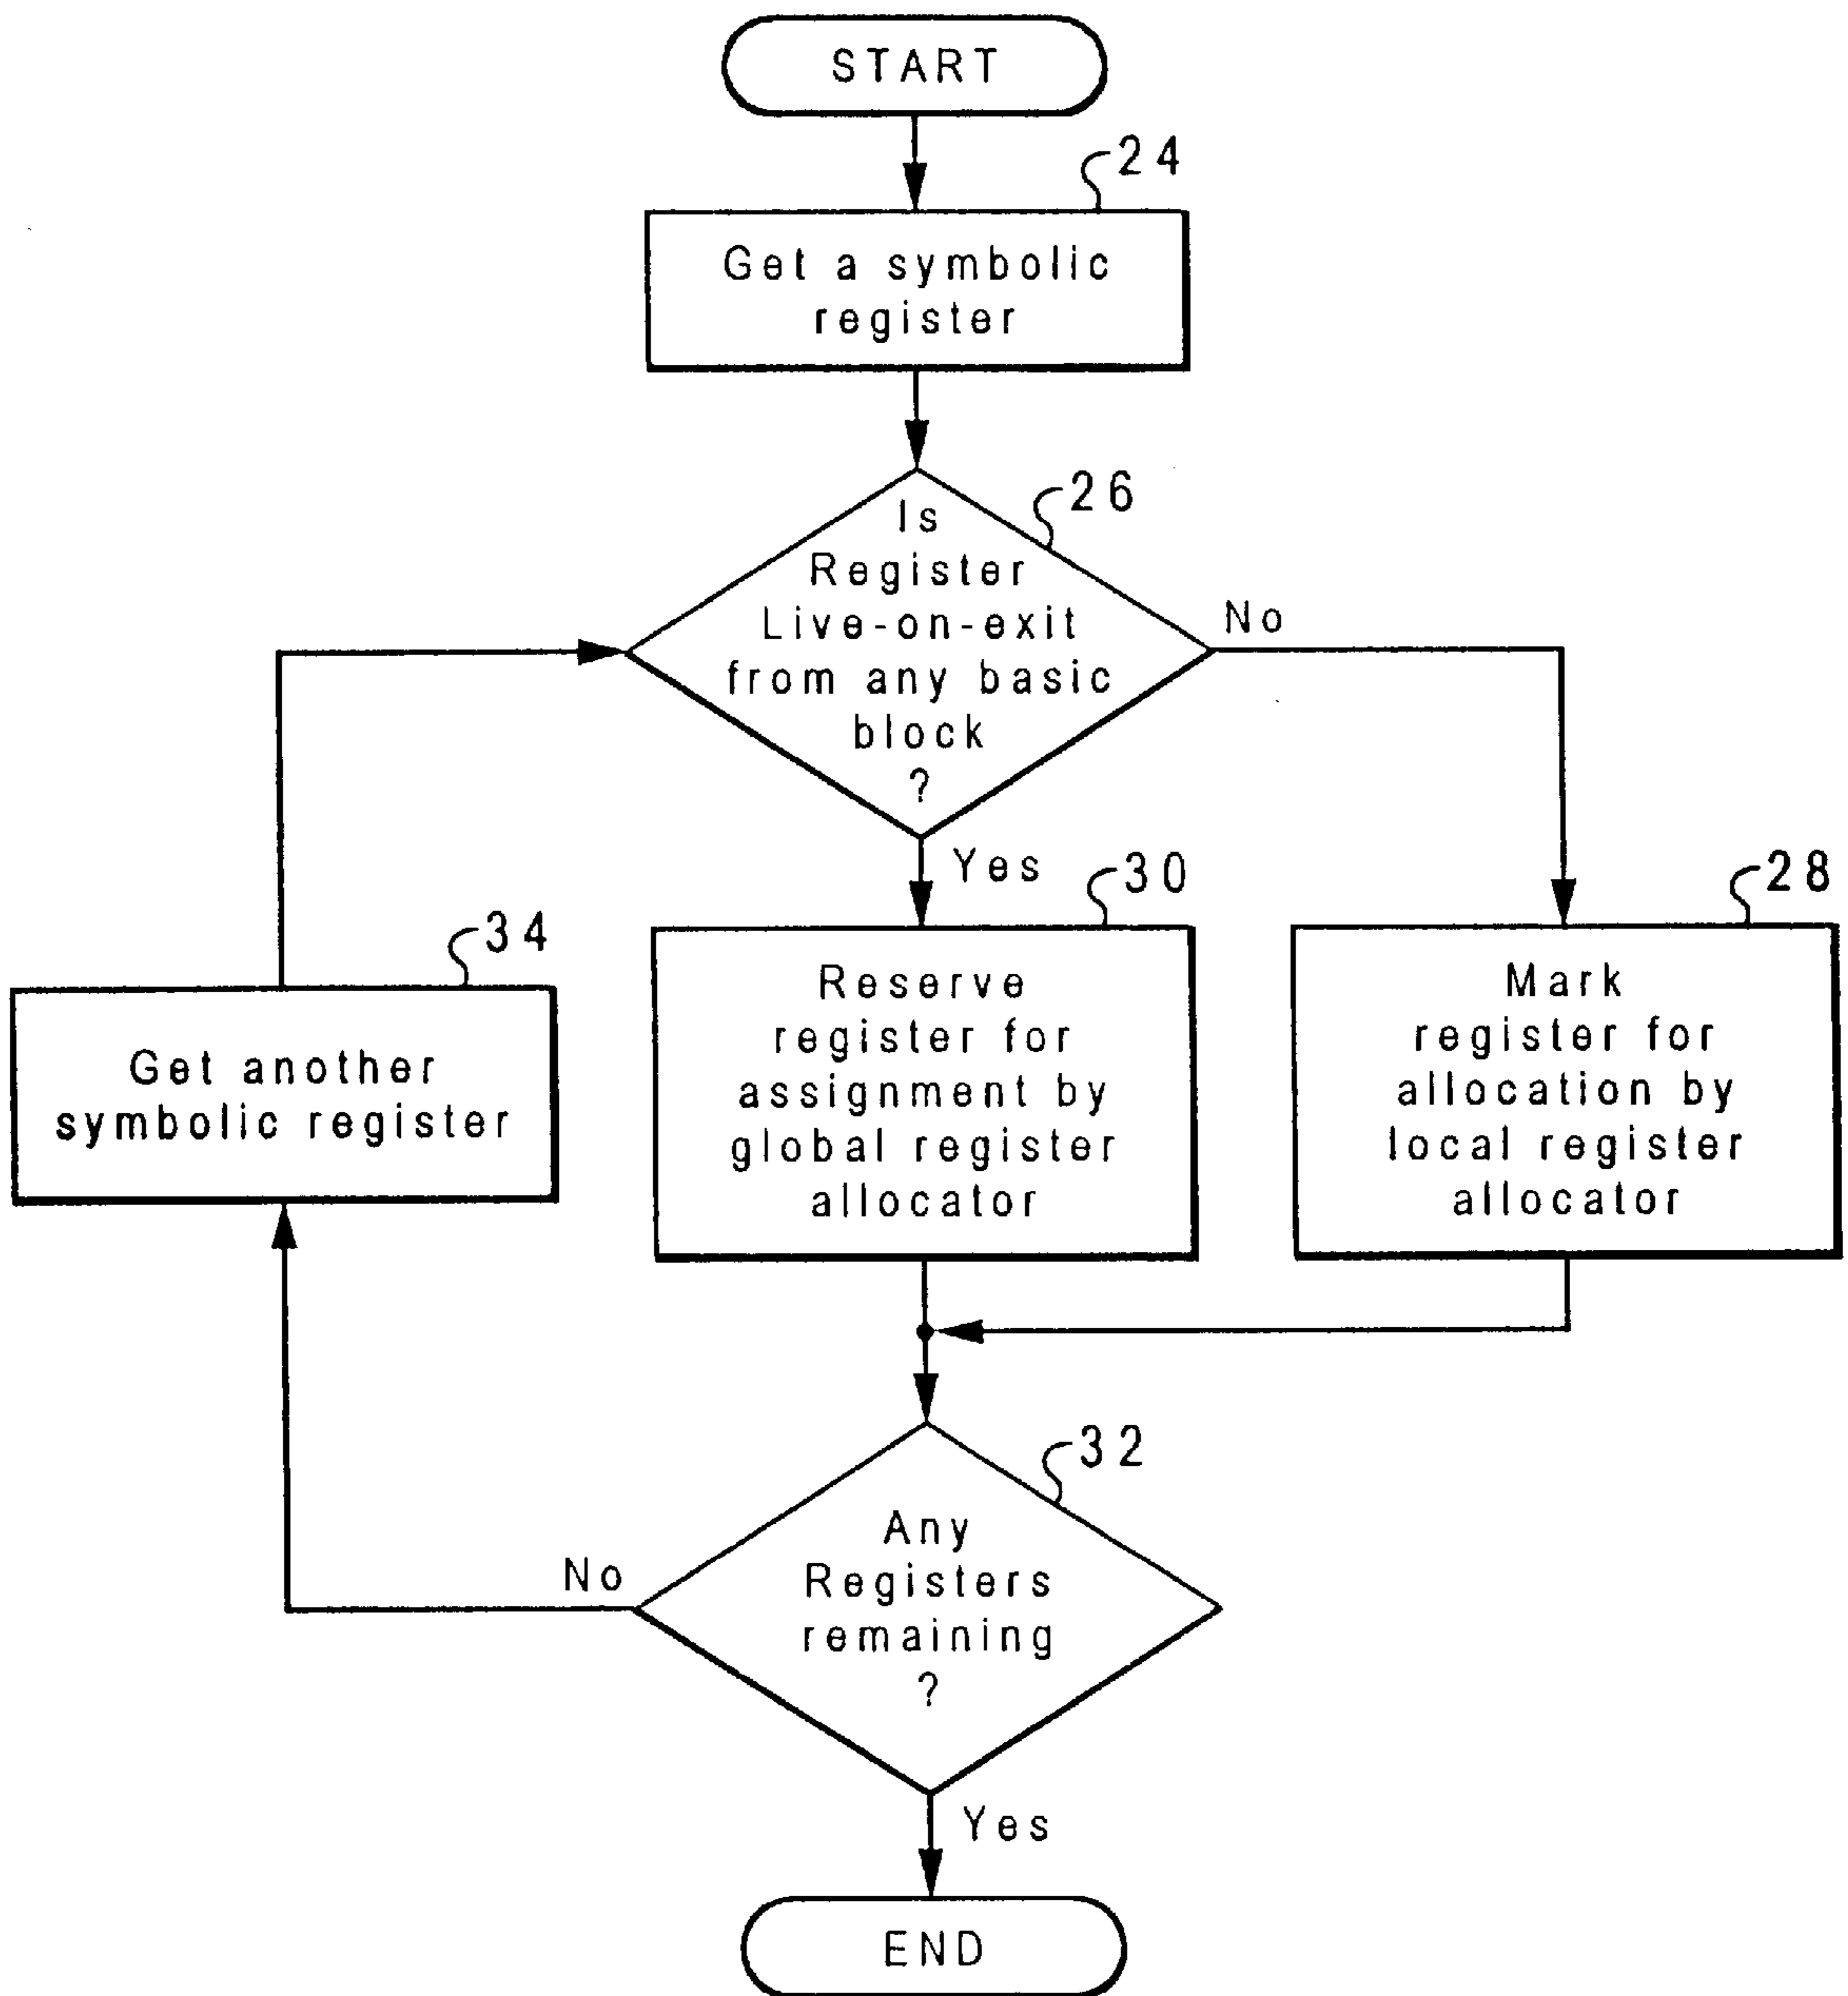 START
24
Get a symbolic
register
26
Is
Register
Live-on-exit
from any basic
block
?
No
Yes
30
Reserve
register for
assignment by
global register
allocator
28
Mark
register for
allocation by
local register
allocator
34
Get another
symbolic register
32
Any
Registers
remaining
?
No
Yes
END